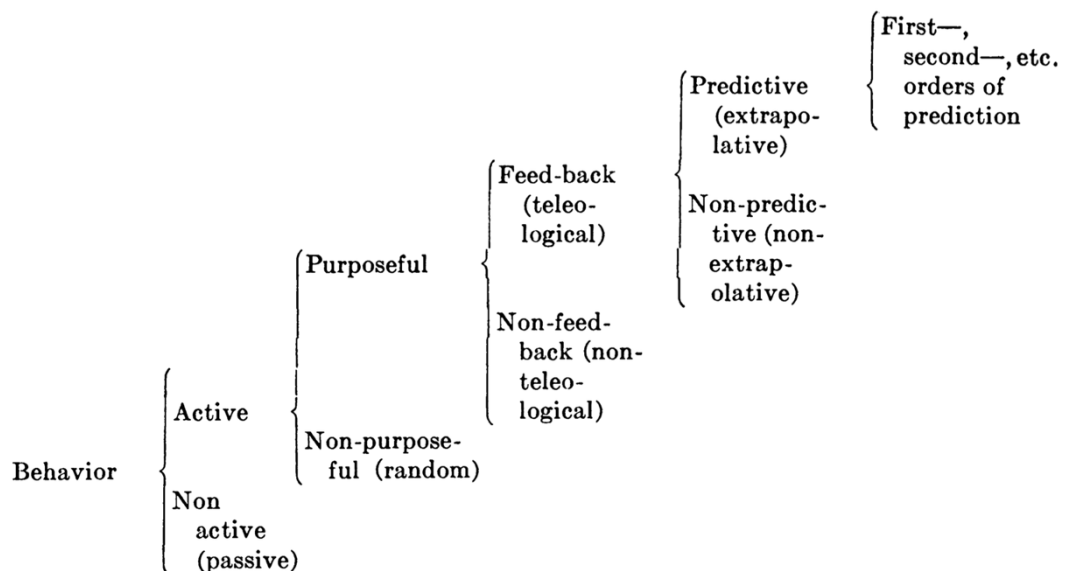 First—,
second—, etc.
orders of
prediction
Predictive
(extrapo-
lative)
Non-predic-
tive (non-
extrap-
olative)
Feed-back
(teleo-
logical)
Non-feed-
back (non-
teleo-
logical)
Purposeful
Non-purpose-
ful (random)
Active
Non
active
(passive)
Behavior